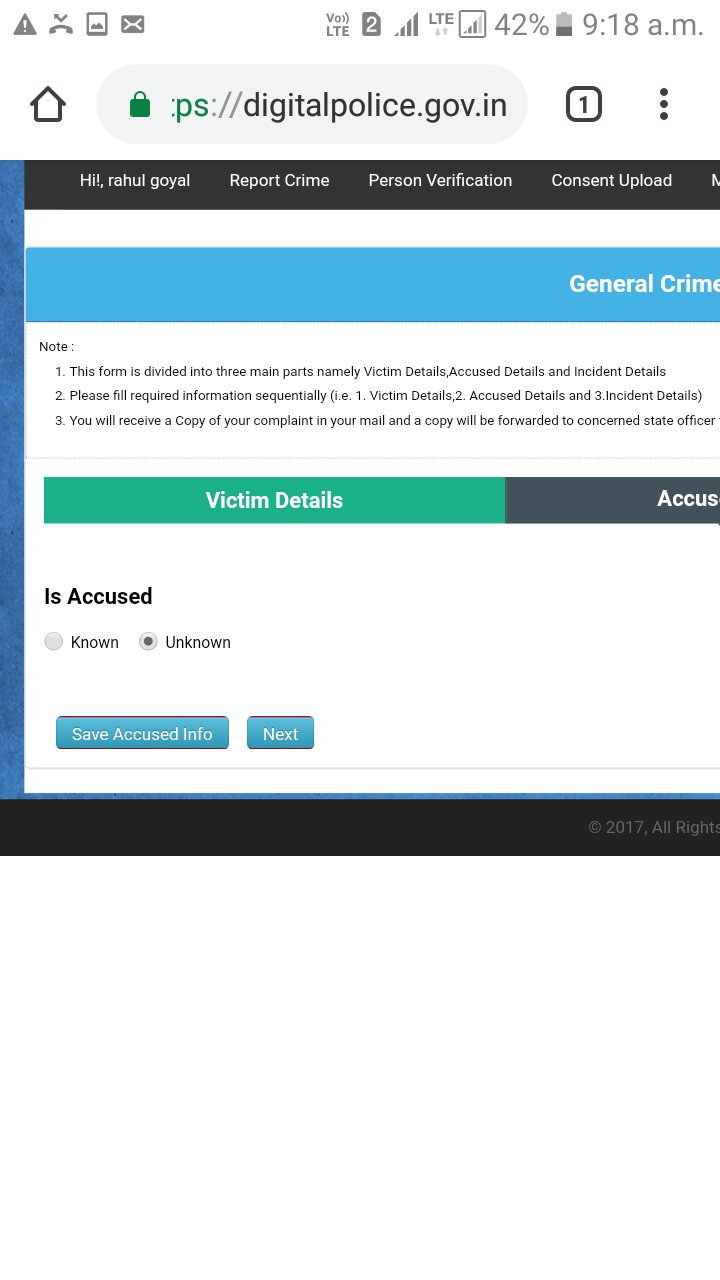 Vo)) LTE 2 LTE 42% 9:18 a.m.
:ps://digitalpolice.gov.in 1
Hi!, rahul goyal Report Crime Person Verification Consent Upload M
General Crime
Note :
1. This form is divided into three main parts namely Victim Details,Accused Details and Incident Details
2. Please fill required information sequentially (i.e. 1. Victim Details,2. Accused Details and 3.Incident Details)
3. You will receive a Copy of your complaint in your mail and a copy will be forwarded to concerned state officer
Victim Details Accuse
Is Accused
Known Unknown
Save Accused Info Next
© 2017, All Rights